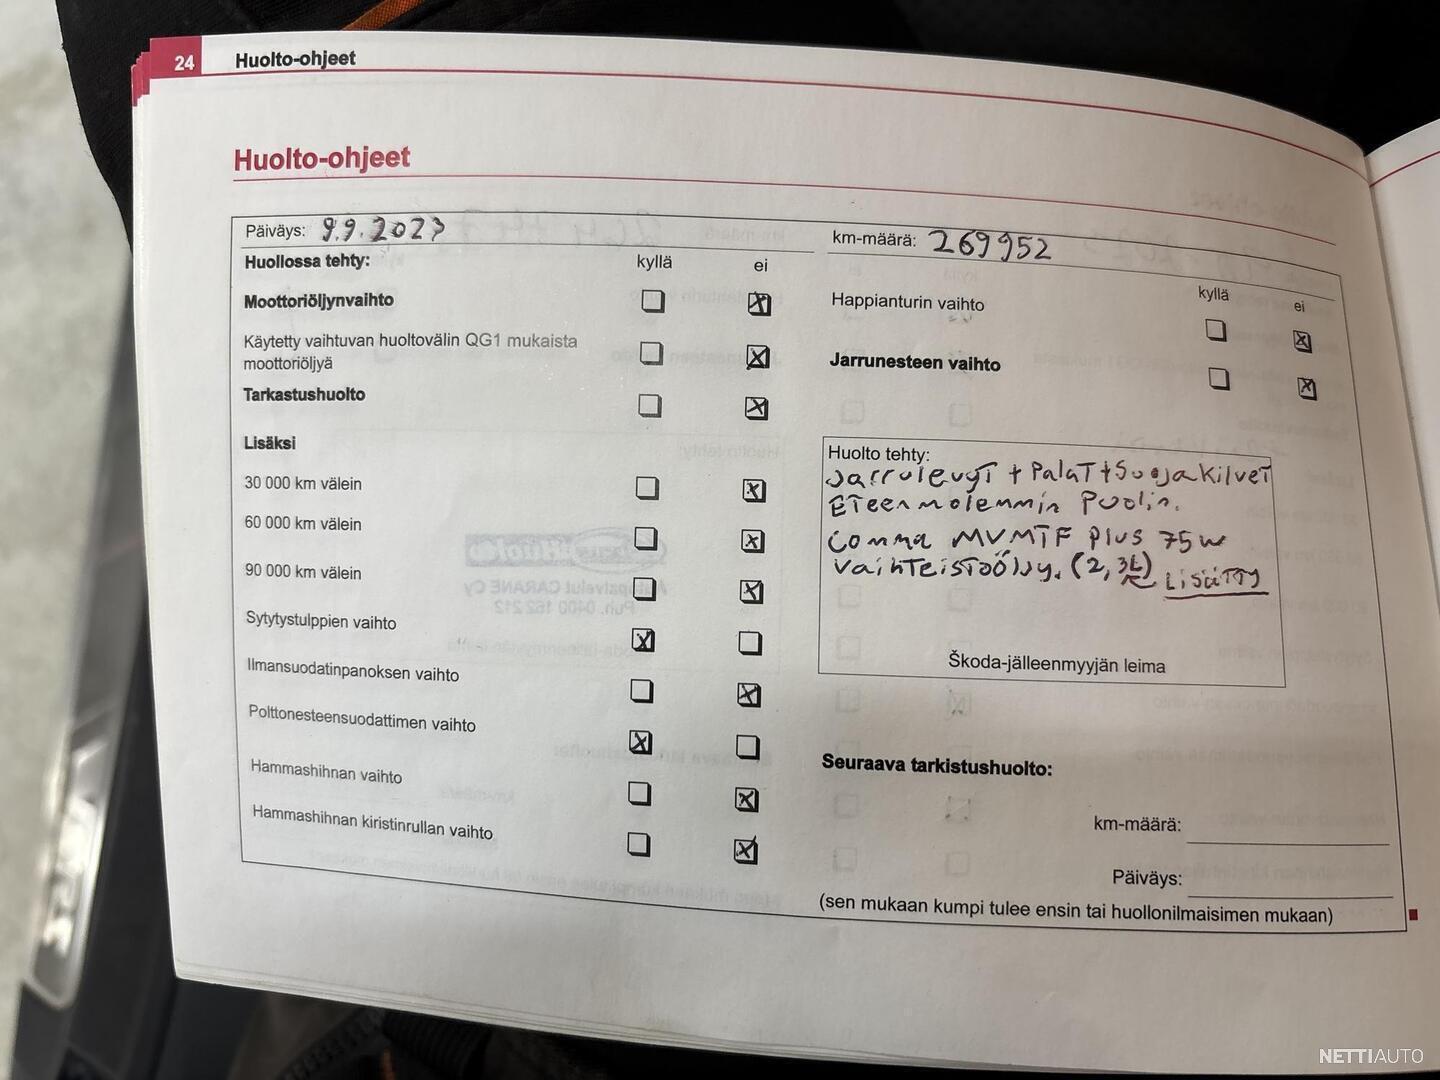 24 Huolto-ohjeet
Huolto-ohjeet
Päiväys: 9.9.2023
km-määrä: 269952
Huollossa tehty:
kyllä ei
Moottoriöljynvaihto
Käytetty vaihtuvan huoltovälin QG1 mukaista
moottoriöljyä
Tarkastushuolto
Lisäksi
30 000 km välein
60 000 km välein
90 000 km välein
Sytytystulppien vaihto
Ilmansuodatinpanoksen vaihto
Polttonesteensuodattimen vaihto
Hammashihnan vaihto
Hammashihnan kiristinrullan vaihto
kyllä ei
Happianturin vaihto
Jarrunesteen vaihto
Huolto tehty:
Jarrulevyt + Palat + Suojakilvet
Eteen molemmin Puolin.
Comma MVMTF Plus 75w
Vaihteistoöljy. (2,3L) Lisätty
Škoda-jälleenmyyjän leima
Seuraava tarkistushuolto:
km-määrä:
Päiväys:
(sen mukaan kumpi tulee ensin tai huollonilmaisimen mukaan)
NETTIAUTO